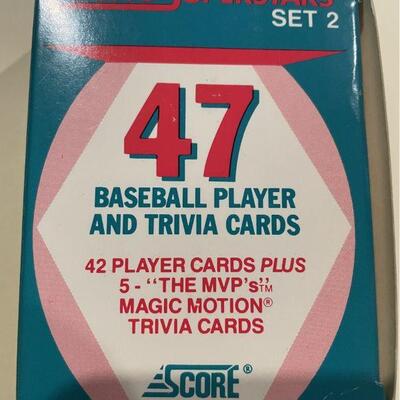 SUPERSTARS
SET 2
47
BASEBALL PLAYER
AND TRIVIA CARDS
42 PLAYER CARDS PLUS
5 - "THE MVP's"™
MAGIC MOTION®
TRIVIA CARDS
SCORE®